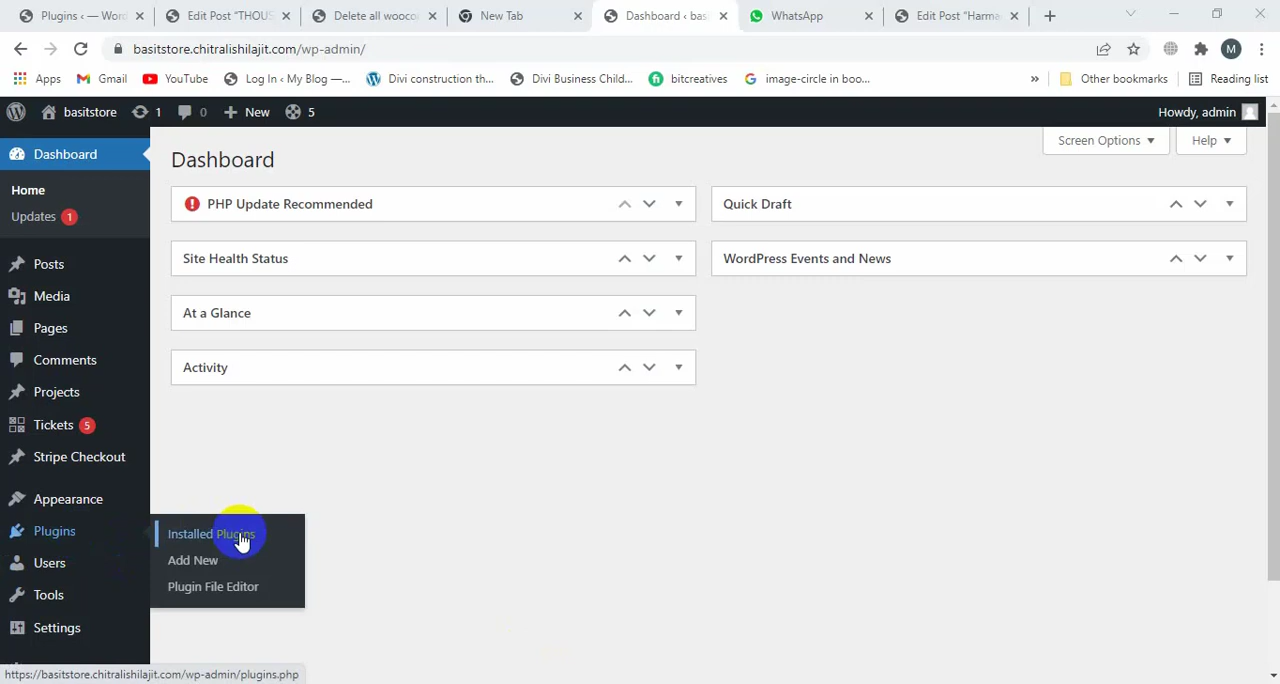 Plugins ‹ — Word
Edit Post “THOUS
Delete all wooco
New Tab
Dashboard ‹ bas
WhatsApp
Edit Post “Harma
basitstore.chitralishilajit.com/wp-admin/
M
Apps
Gmail
YouTube
Log In ‹ My Blog —...
Divi construction th...
Divi Business Child...
bitcreatives
image-circle in boo...
»
Other bookmarks
Reading list
basitstore
1
0
New
5
Howdy, admin
Dashboard
Home
Updates 1
Posts
Media
Pages
Comments
Projects
Tickets 5
Stripe Checkout
Appearance
Plugins
Users
Tools
Settings
Installed Plugins
Add New
Plugin File Editor
Screen Options
Help
Dashboard
PHP Update Recommended
Site Health Status
At a Glance
Activity
Quick Draft
WordPress Events and News
https://basitstore.chitralishilajit.com/wp-admin/plugins.php